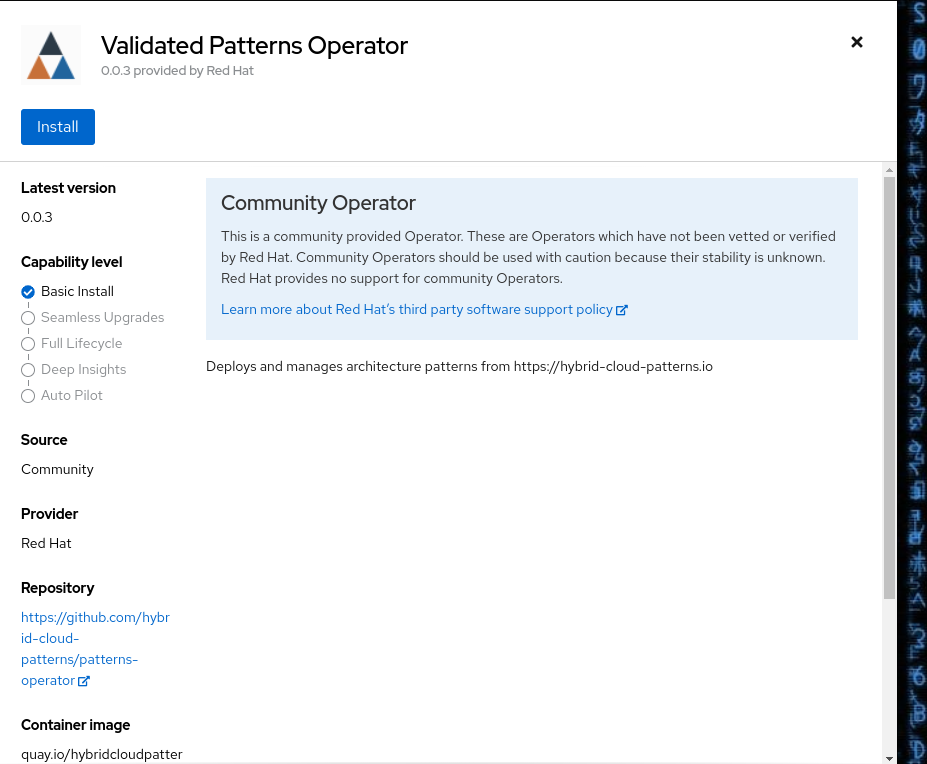 Validated Patterns Operator
0.0.3 provided by Red Hat
Install
Latest version
0.0.3
Capability level
Basic Install
Seamless Upgrades
Full Lifecycle
Deep Insights
Auto Pilot
Source
Community
Provider
Red Hat
Repository
https://github.com/hybr
id-cloud-
patterns/patterns-
operator
Container image
quay.io/hybridcloudpatter
Community Operator
This is a community provided Operator. These are Operators which have not been vetted or verified
by Red Hat. Community Operators should be used with caution because their stability is unknown.
Red Hat provides no support for community Operators.
Learn more about Red Hat’s third party software support policy
Deploys and manages architecture patterns from https://hybrid-cloud-patterns.io